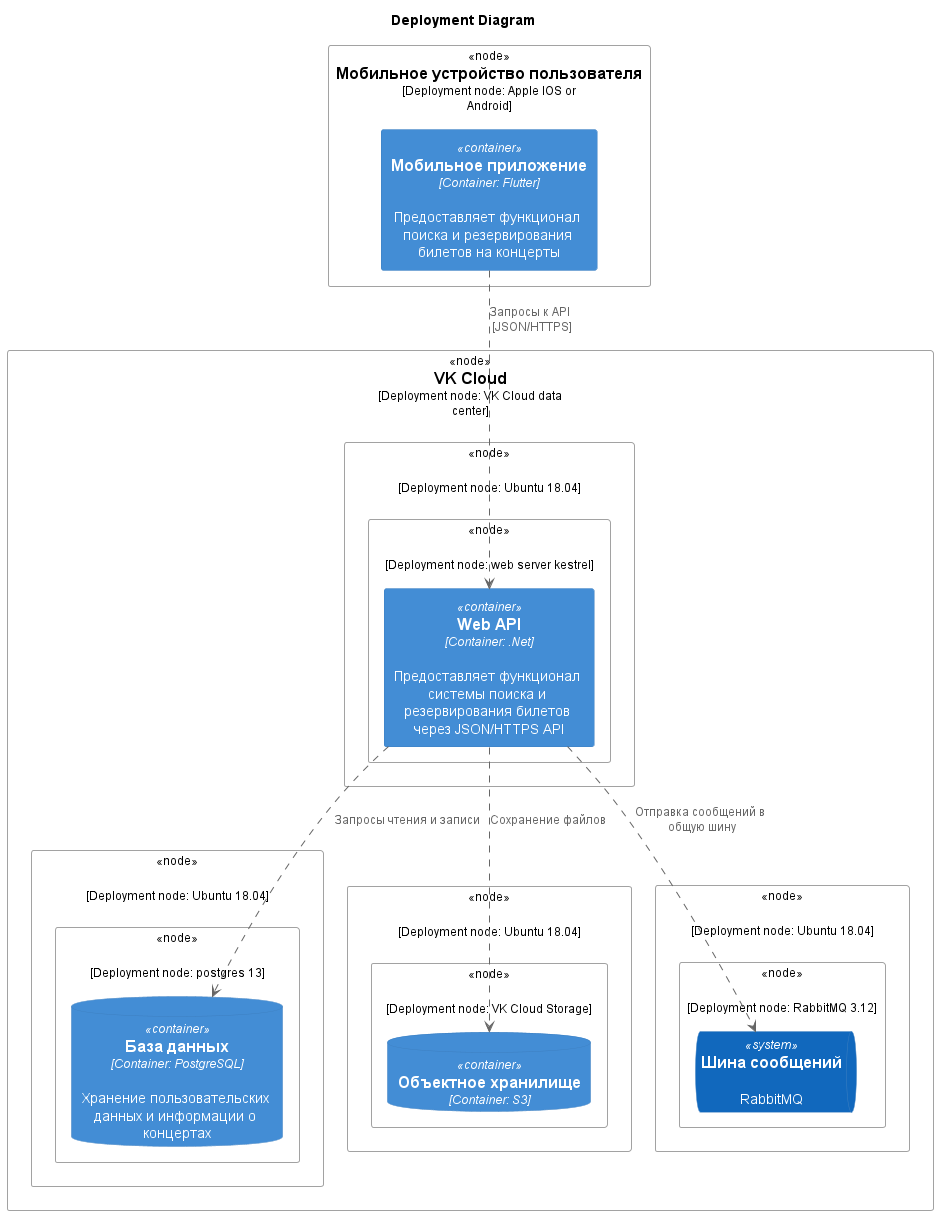 Deployment Diagram
«node»
Мобильное устройство пользователя
[Deployment node: Apple IOS or
Android]
«container»
Мобильное приложение
[Container: Flutter]
Предоставляет функционал
поиска и резервирования
билетов на концерты
Запросы к API
[JSON/HTTPS]
«node»
VK Cloud
[Deployment node: VK Cloud data
center]
«node»
[Deployment node: Ubuntu 18.04]
«node»
[Deployment node: web server kestrel]
«container»
Web API
[Container: .Net]
Предоставляет функционал
системы поиска и
резервирования билетов
через JSON/HTTPS API
Запросы чтения и записи
Сохранение файлов
Отправка сообщений в
общую шину
«node»
[Deployment node: Ubuntu 18.04]
«node»
[Deployment node: postgres 13]
«container»
База данных
[Container: PostgreSQL]
Хранение пользовательских
данных и информации о
концертах
«node»
[Deployment node: Ubuntu 18.04]
«node»
[Deployment node: VK Cloud Storage]
«container»
Объектное хранилище
[Container: S3]
«node»
[Deployment node: Ubuntu 18.04]
«node»
[Deployment node: RabbitMQ 3.12]
«system»
Шина сообщений
RabbitMQ